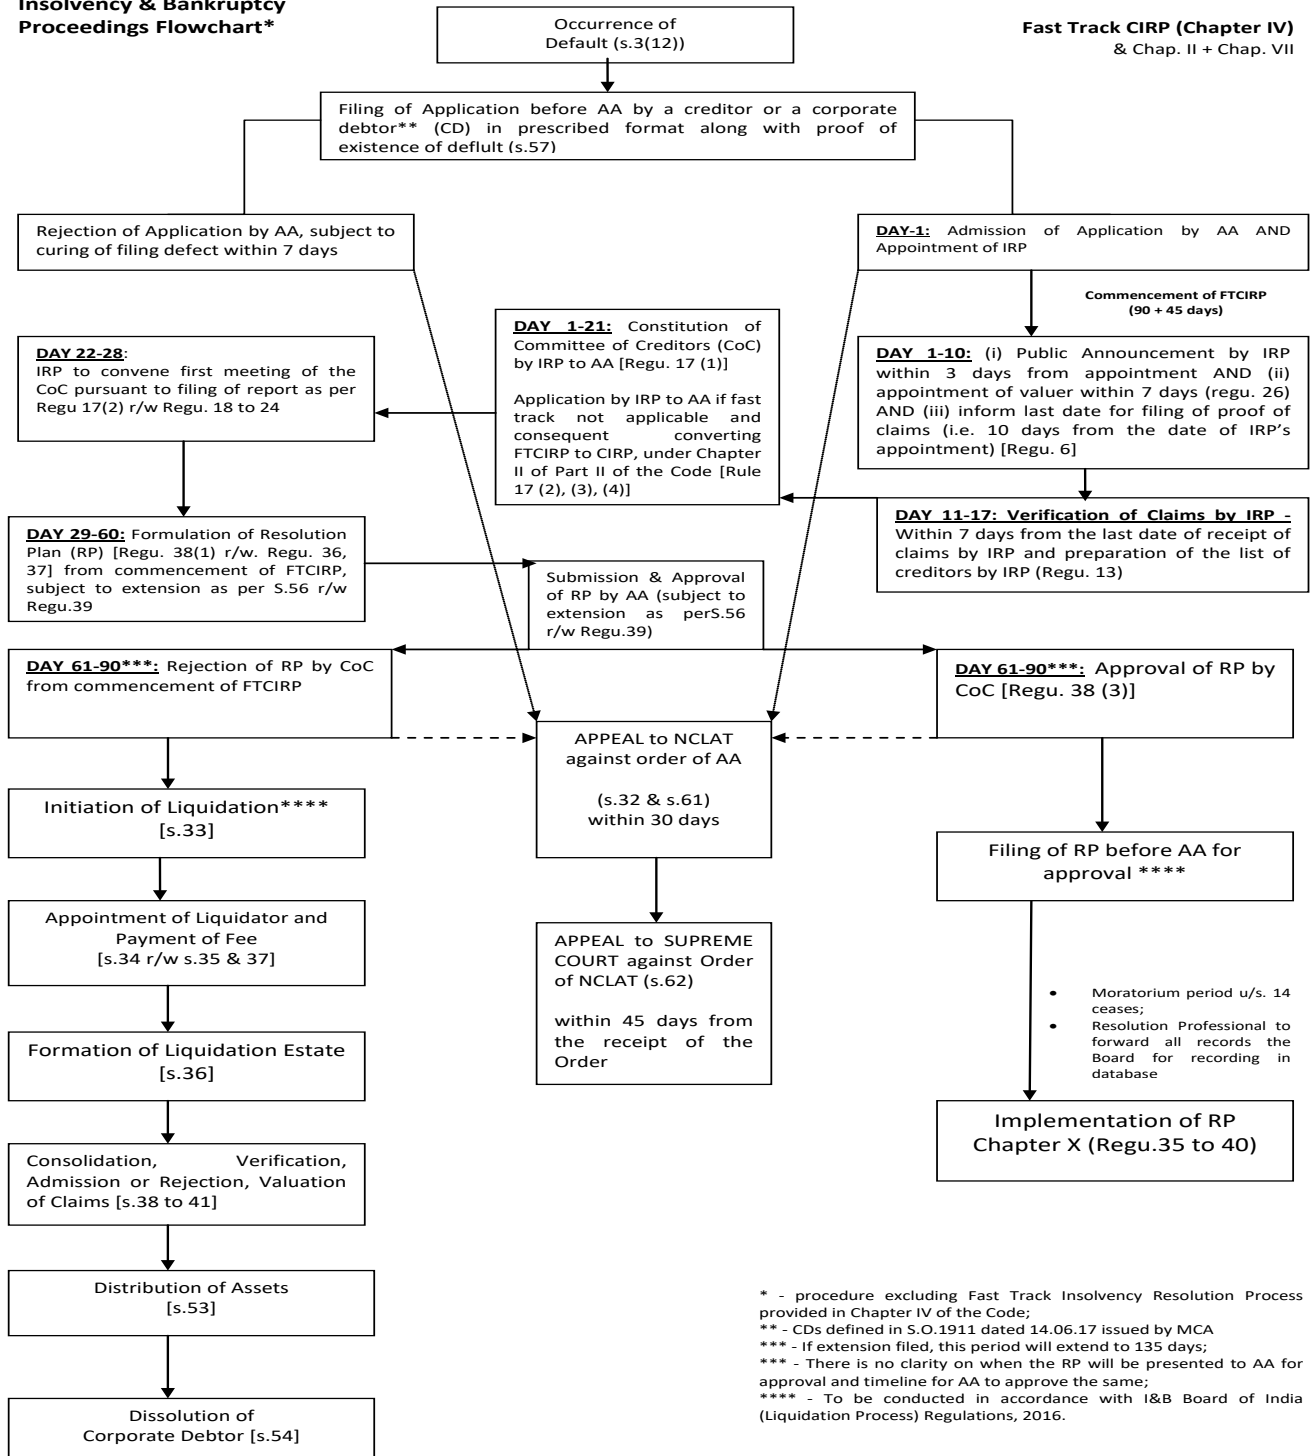 Insolvency & Bankruptcy
Proceedings Flowchart*
Fast Track CIRP (Chapter IV)
& Chap. II + Chap. VII
Occurrence of
Default (s.3(12))
Filing of Application before AA by a creditor or a corporate
debtor** (CD) in prescribed format along with proof of
existence of deflult (s.57)
Rejection of Application by AA, subject to
curing of filing defect within 7 days
DAY-1: Admission of Application by AA AND
Appointment of IRP
Commencement of FTCIRP
(90 + 45 days)
DAY 1-10: (i) Public Announcement by IRP
within 3 days from appointment AND (ii)
appointment of valuer within 7 days (regu. 26)
AND (iii) inform last date for filing of proof of
claims (i.e. 10 days from the date of IRP's
appointment) [Regu. 6]
DAY 11-17: Verification of Claims by IRP -
Within 7 days from the last date of receipt of
claims by IRP and preparation of the list of
creditors by IRP (Regu. 13)
DAY 1-21: Constitution of
Committee of Creditors (CoC)
by IRP to AA [Regu. 17 (1)]
Application by IRP to AA if fast
track not applicable and
consequent converting
FTCIRP to CIRP, under Chapter
II of Part II of the Code [Rule
17 (2), (3), (4)]
DAY 22-28:
IRP to convene first meeting of the
CoC pursuant to filing of report as per
Regu 17(2) r/w Regu. 18 to 24
DAY 29-60: Formulation of Resolution
Plan (RP) [Regu. 38(1) r/w. Regu. 36,
37] from commencement of FTCIRP,
subject to extension as per S.56 r/w
Regu.39
Submission & Approval
of RP by AA (subject to
extension as perS.56
r/w Regu.39)
DAY 61-90***: Rejection of RP by CoC
from commencement of FTCIRP
DAY 61-90***: Approval of RP by
CoC [Regu. 38 (3)]
APPEAL to NCLAT
against order of AA
(s.32 & s.61)
within 30 days
APPEAL to SUPREME
COURT against Order
of NCLAT (s.62)
within 45 days from
the receipt of the
Order
Initiation of Liquidation****
[s.33]
Appointment of Liquidator and
Payment of Fee
[s.34 r/w s.35 & 37]
Formation of Liquidation Estate
[s.36]
Consolidation, Verification,
Admission or Rejection, Valuation
of Claims [s.38 to 41]
Distribution of Assets
[s.53]
Dissolution of
Corporate Debtor [s.54]
Filing of RP before AA for
approval ****
• Moratorium period u/s. 14
ceases;
• Resolution Professional to
forward all records the
Board for recording in
database
Implementation of RP
Chapter X (Regu.35 to 40)
* - procedure excluding Fast Track Insolvency Resolution Process
provided in Chapter IV of the Code;
** - CDs defined in S.O.1911 dated 14.06.17 issued by MCA
*** - If extension filed, this period will extend to 135 days;
*** - There is no clarity on when the RP will be presented to AA for
approval and timeline for AA to approve the same;
**** - To be conducted in accordance with I&B Board of India
(Liquidation Process) Regulations, 2016.